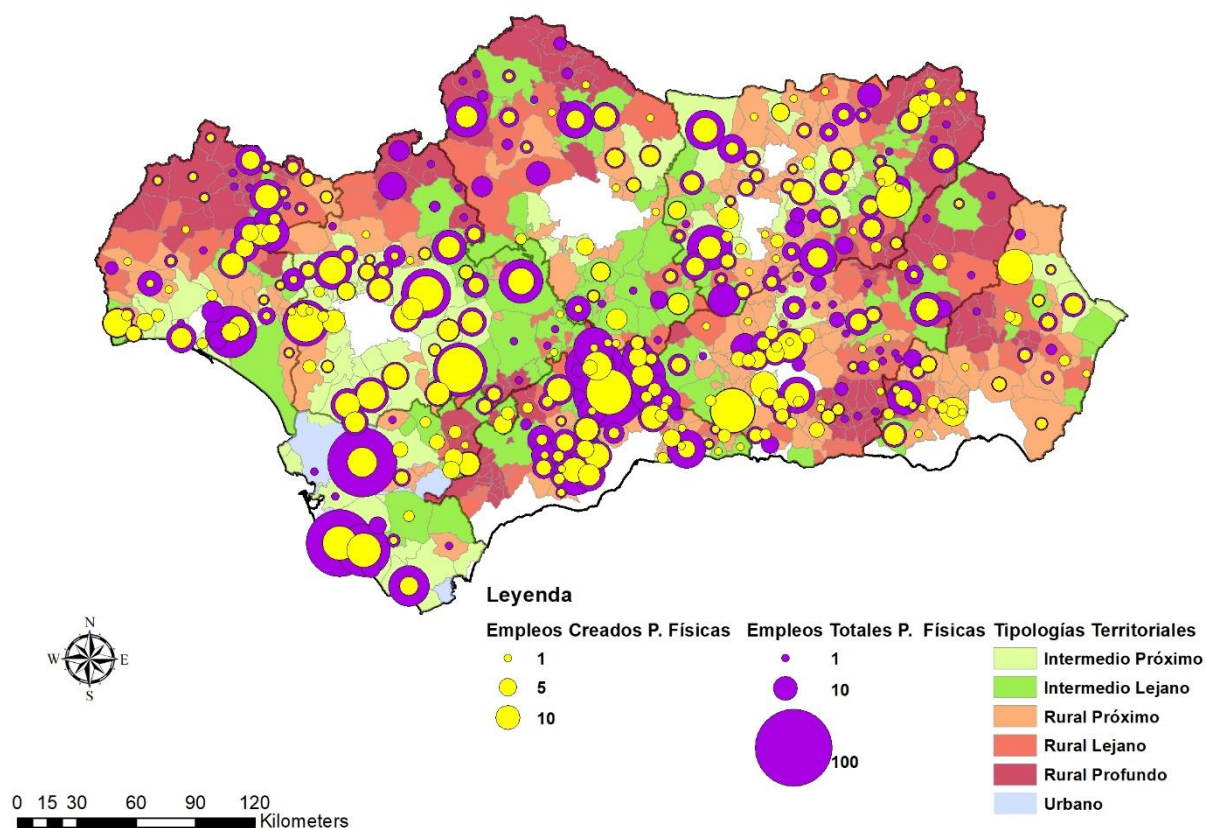 Leyenda
Empleos Creados P. Físicas
1
5
10
Empleos Totales P. Físicas
1
10
100
Tipologías Territoriales
Intermedio Próximo
Intermedio Lejano
Rural Próximo
Rural Lejano
Rural Profundo
Urbano
N
W E
S
0 15 30 60 90 120
Kilometers